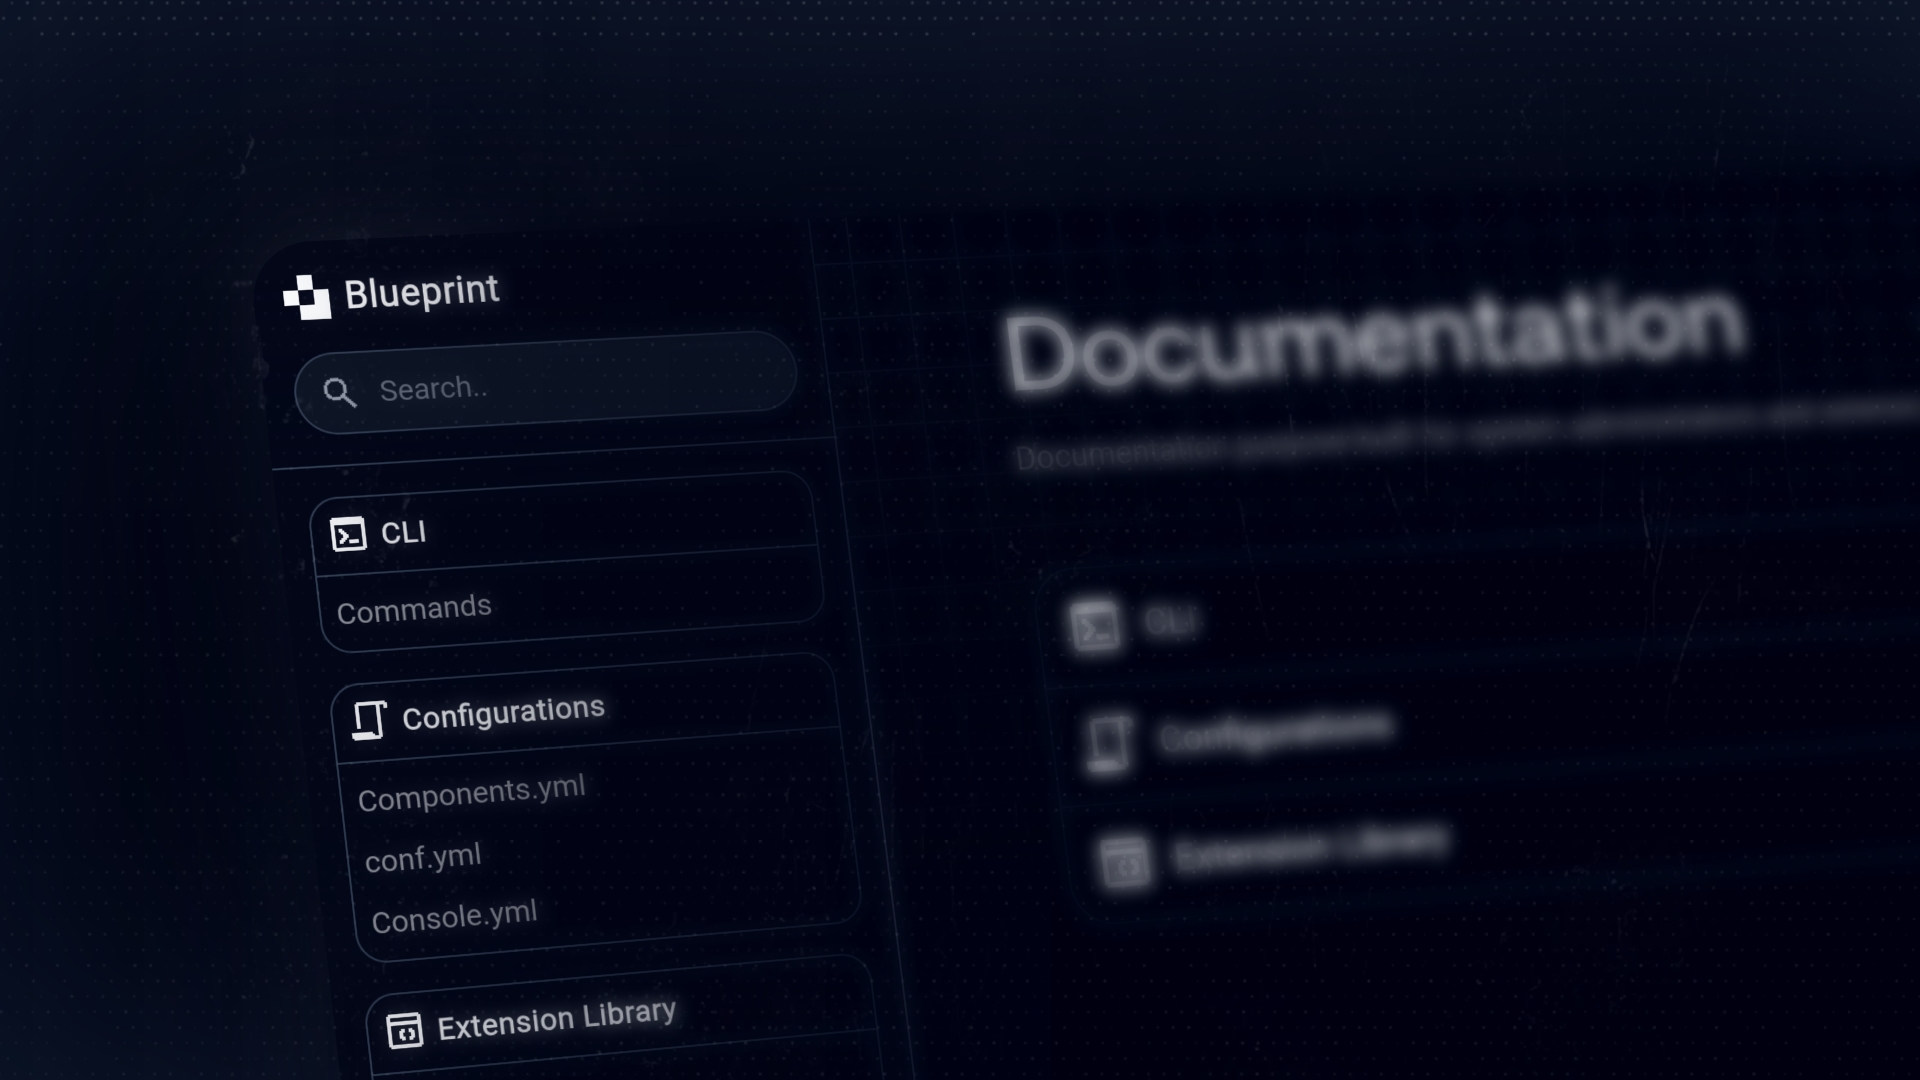 Blueprint
Search..
CLI
Commands
Configurations
Components.yml
conf.yml
Console.yml
Extension Library
Documentation
Documentation
CLI
Configurations
Extension Library